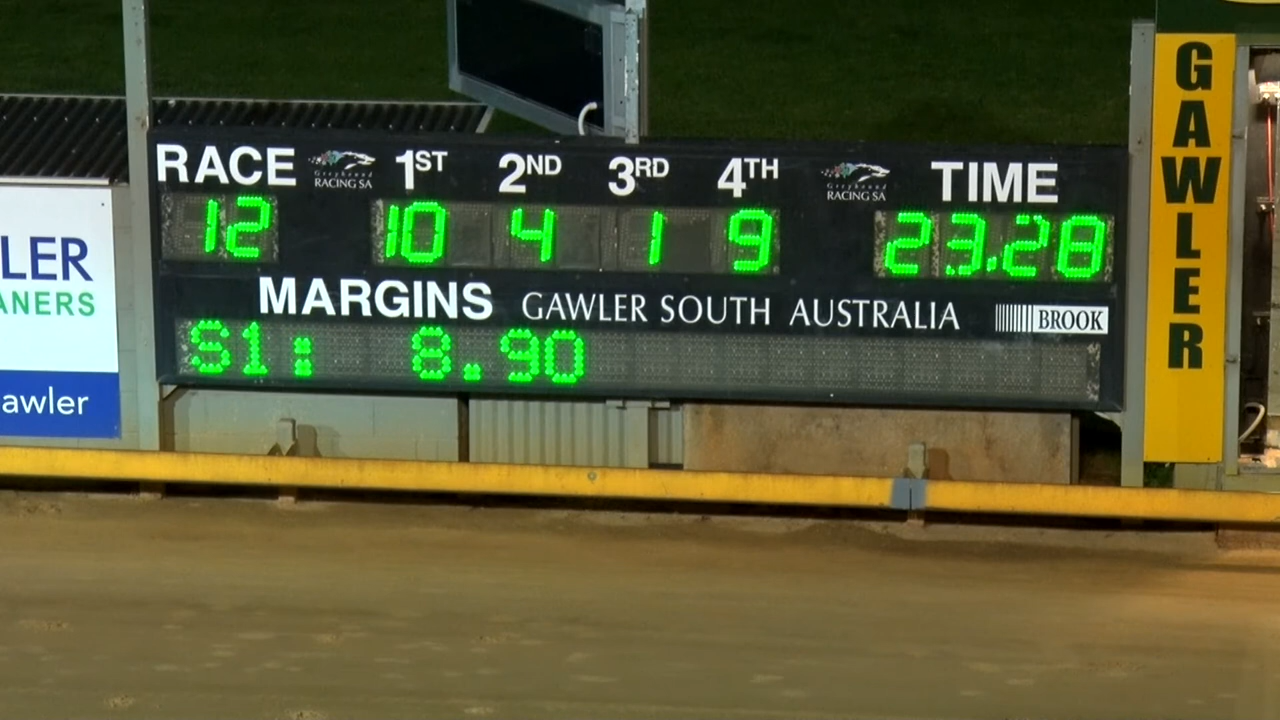 RACE Greyhound RACING SA 1ST 2ND 3RD 4TH Greyhound RACING SA TIME
12 10 4 1 9 23.28
MARGINS GAWLER SOUTH AUSTRALIA BROOK
S1: 8.90
LER
ANERS
awler
GAWLER